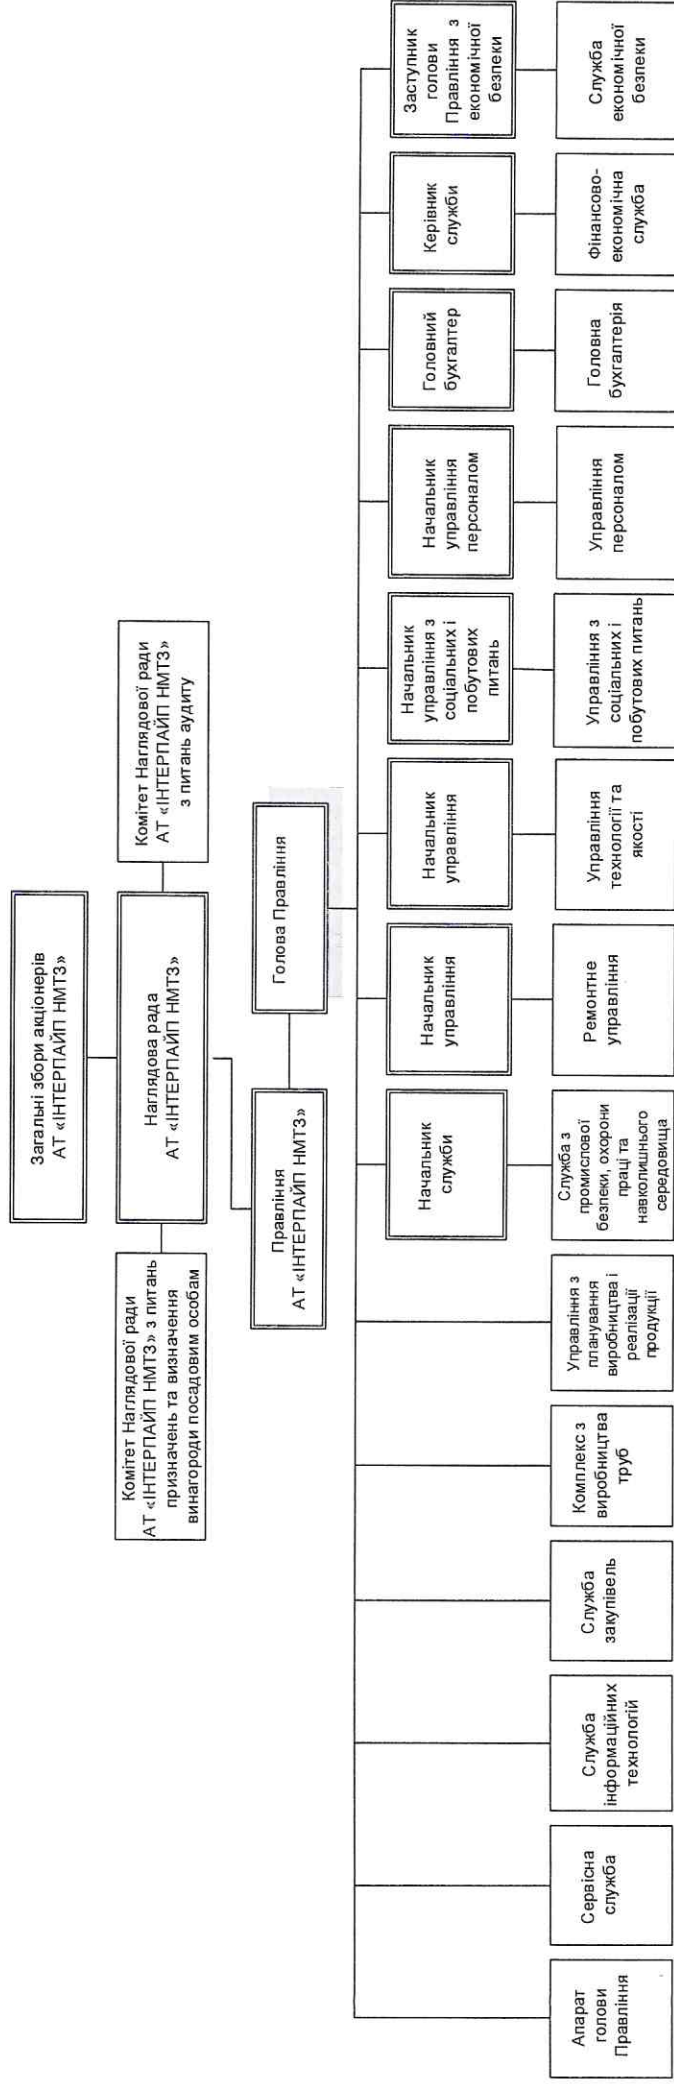 Загальні збори акціонерів
АТ «ІНТЕРПАЙП НМТЗ»
Комітет Наглядової ради
АТ «ІНТЕРПАЙП НМТЗ» з питань
призначень та визначення
винагороди посадовим особам
Наглядова рада
АТ «ІНТЕРПАЙП НМТЗ»
Комітет Наглядової ради
АТ «ІНТЕРПАЙП НМТЗ»
з питань аудиту
Правління
АТ «ІНТЕРПАЙП НМТЗ»
Голова Правління
Начальник
служби
Начальник
управління
Начальник
управління
Начальник
управління з
соціальних і
побутових
питань
Начальник
управління
персоналом
Головний
бухгалтер
Керівник
служби
Заступник
голови
Правління з
економічної
безпеки
Апарат
голови
Правління
Сервісна
служба
Служба
інформаційних
технологій
Служба
закупівель
Комплекс з
виробництва
труб
Управління з
планування
виробництва і
реалізації
продукції
Служба з
промислової
безпеки, охорони
праці та
навколишнього
середовища
Ремонтне
управління
Управління
технології та
якості
Управління з
соціальних і
побутових питань
Управління
персоналом
Головна
бухгалтерія
Фінансово-
економічна
служба
Служба
економічної
безпеки